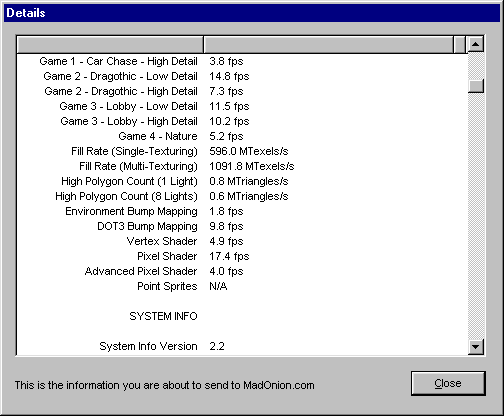 Details
Game 1 - Car Chase - High Detail 3.8 fps
Game 2 - Dragothic - Low Detail 14.8 fps
Game 2 - Dragothic - High Detail 7.3 fps
Game 3 - Lobby - Low Detail 11.5 fps
Game 3 - Lobby - High Detail 10.2 fps
Game 4 - Nature 5.2 fps
Fill Rate (Single-Texturing) 596.0 MTexels/s
Fill Rate (Multi-Texturing) 1091.8 MTexels/s
High Polygon Count (1 Light) 0.8 MTriangles/s
High Polygon Count (8 Lights) 0.6 MTriangles/s
Environment Bump Mapping 1.8 fps
DOT3 Bump Mapping 9.8 fps
Vertex Shader 4.9 fps
Pixel Shader 17.4 fps
Advanced Pixel Shader 4.0 fps
Point Sprites N/A
SYSTEM INFO
System Info Version 2.2
This is the information you are about to send to MadOnion.com
Close